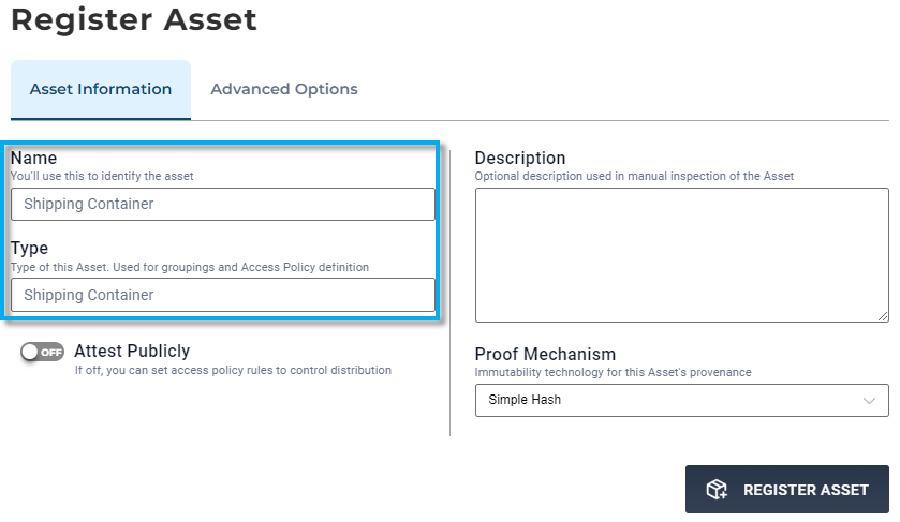 Register Asset
Asset Information
Advanced Options
Name
You'll use this to identify the asset
Shipping Container
Type
Type of this Asset. Used for groupings and Access Policy definition
Shipping Container
OFF
Attest Publicly
If off, you can set access policy rules to control distribution
Description
Optional description used in manual inspection of the Asset
Proof Mechanism
Immutability technology for this Asset's provenance
Simple Hash
REGISTER ASSET